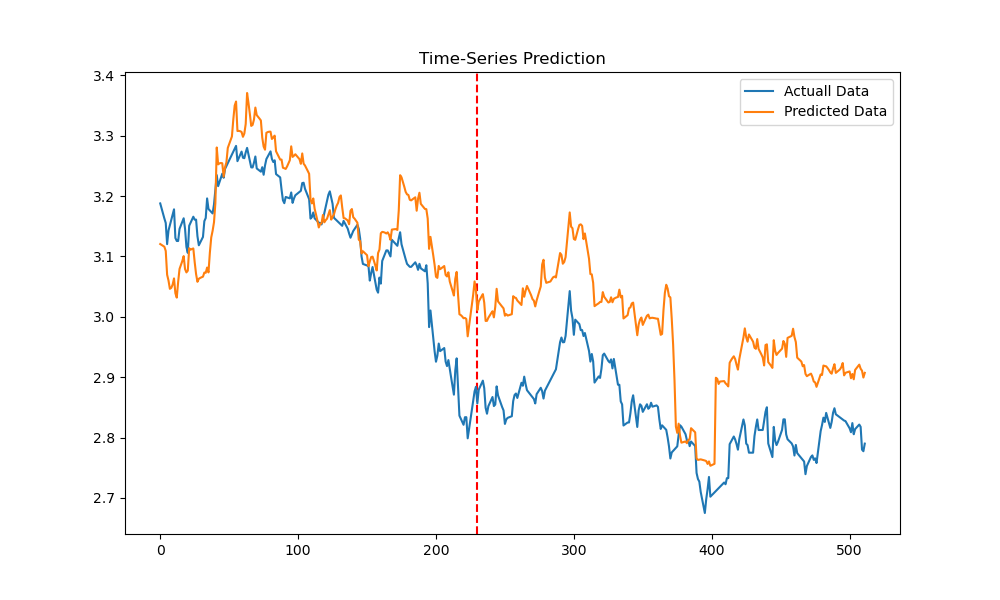 Time-Series Prediction
3.4
3.3
3.2
3.1
3.0
2.9
2.8
2.7
0 100 200 300 400 500
Actuall Data
Predicted Data